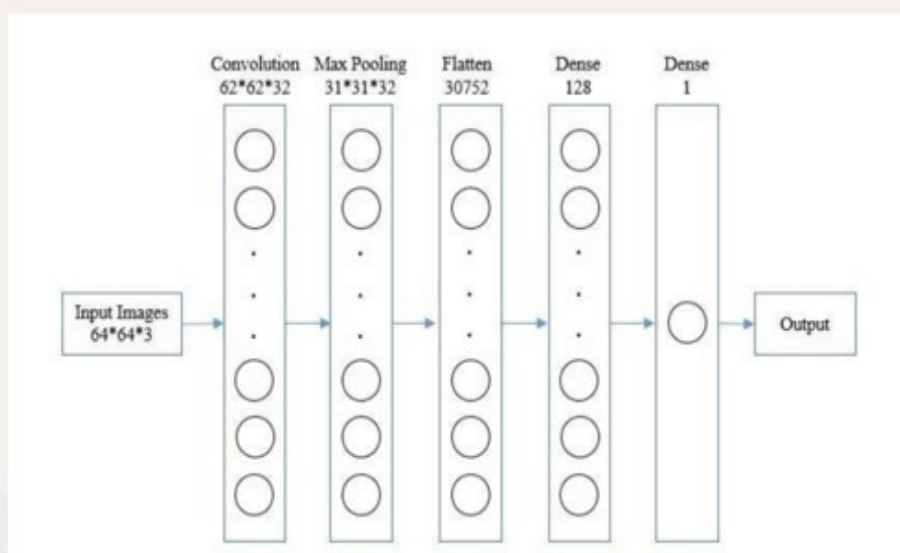 Convolution
62*62*32
Max Pooling
31*31*32
Flatten
30752
Dense
128
Dense
1
Input Images
64*64*3
Output